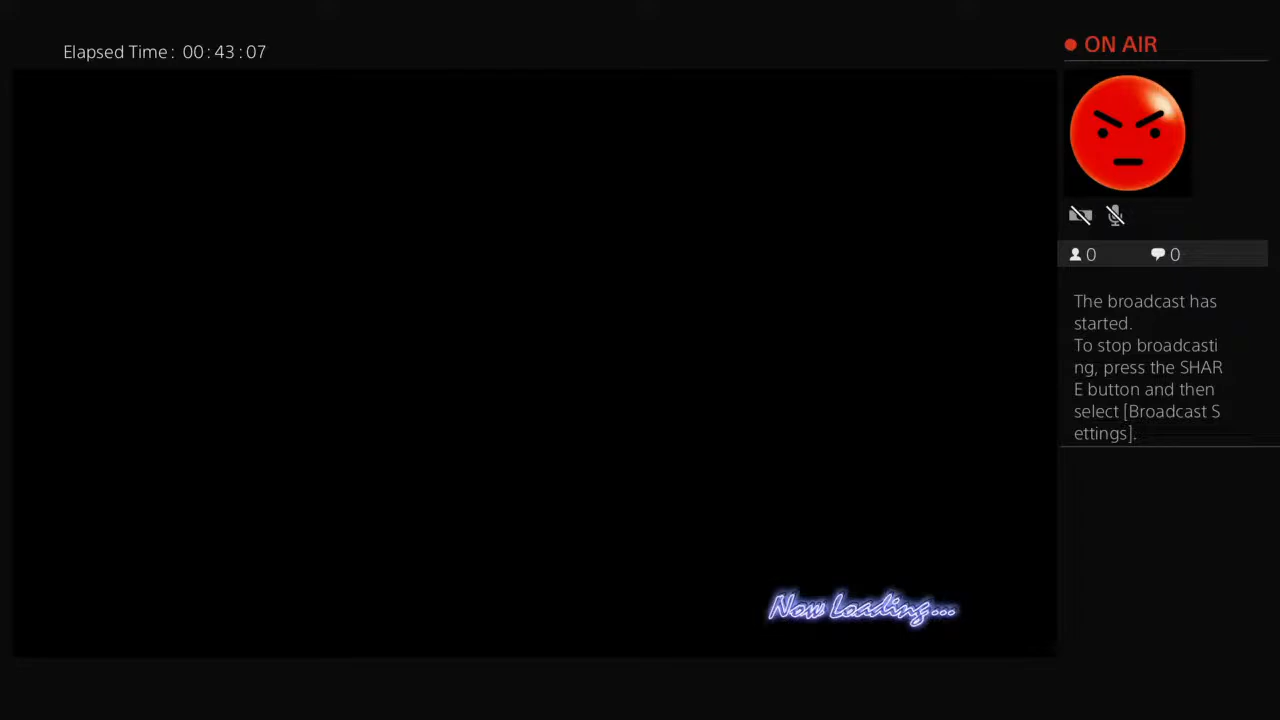 Elapsed Time: 00:43:07
ON AIR
0 0
The broadcast has
started.
To stop broadcasti
ng, press the SHAR
E button and then
select [Broadcast S
ettings].
Now Loading...